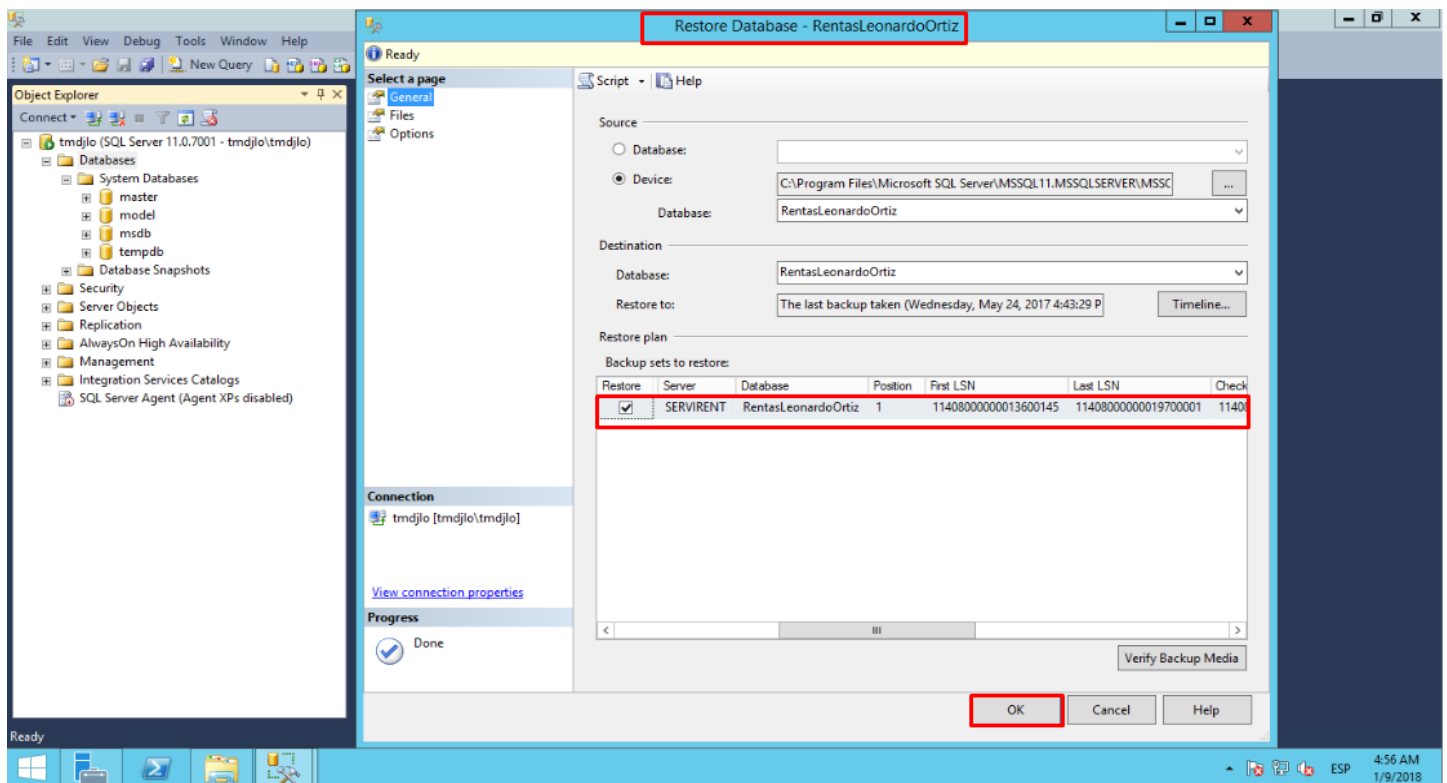 Restore Database - RentasLeonardoOrtiz
File Edit View Debug Tools Window Help
New Query
Object Explorer
Connect
tmdjlo (SQL Server 11.0.7001 - tmdjlo\tmdjlo)
Databases
System Databases
master
model
msdb
tempdb
Database Snapshots
Security
Server Objects
Replication
AlwaysOn High Availability
Management
Integration Services Catalogs
SQL Server Agent (Agent XPs disabled)
Ready
Ready
Select a page
General
Files
Options
Connection
tmdjlo [tmdjlo\tmdjlo]
View connection properties
Progress
Done
Script Help
Source
Database:
Device: C:\Program Files\Microsoft SQL Server\MSSQL11.MSSQLSERVER\MSSC ...
Database: RentasLeonardoOrtiz
Destination
Database: RentasLeonardoOrtiz
Restore to: The last backup taken (Wednesday, May 24, 2017 4:43:29 P Timeline...
Restore plan
Backup sets to restore:
Restore Server Database Position First LSN Last LSN Check
SERVIRENT RentasLeonardoOrtiz 1 11408000000013600145 11408000000019700001 11408
Verify Backup Media
OK Cancel Help
ESP
4:56 AM
1/9/2018